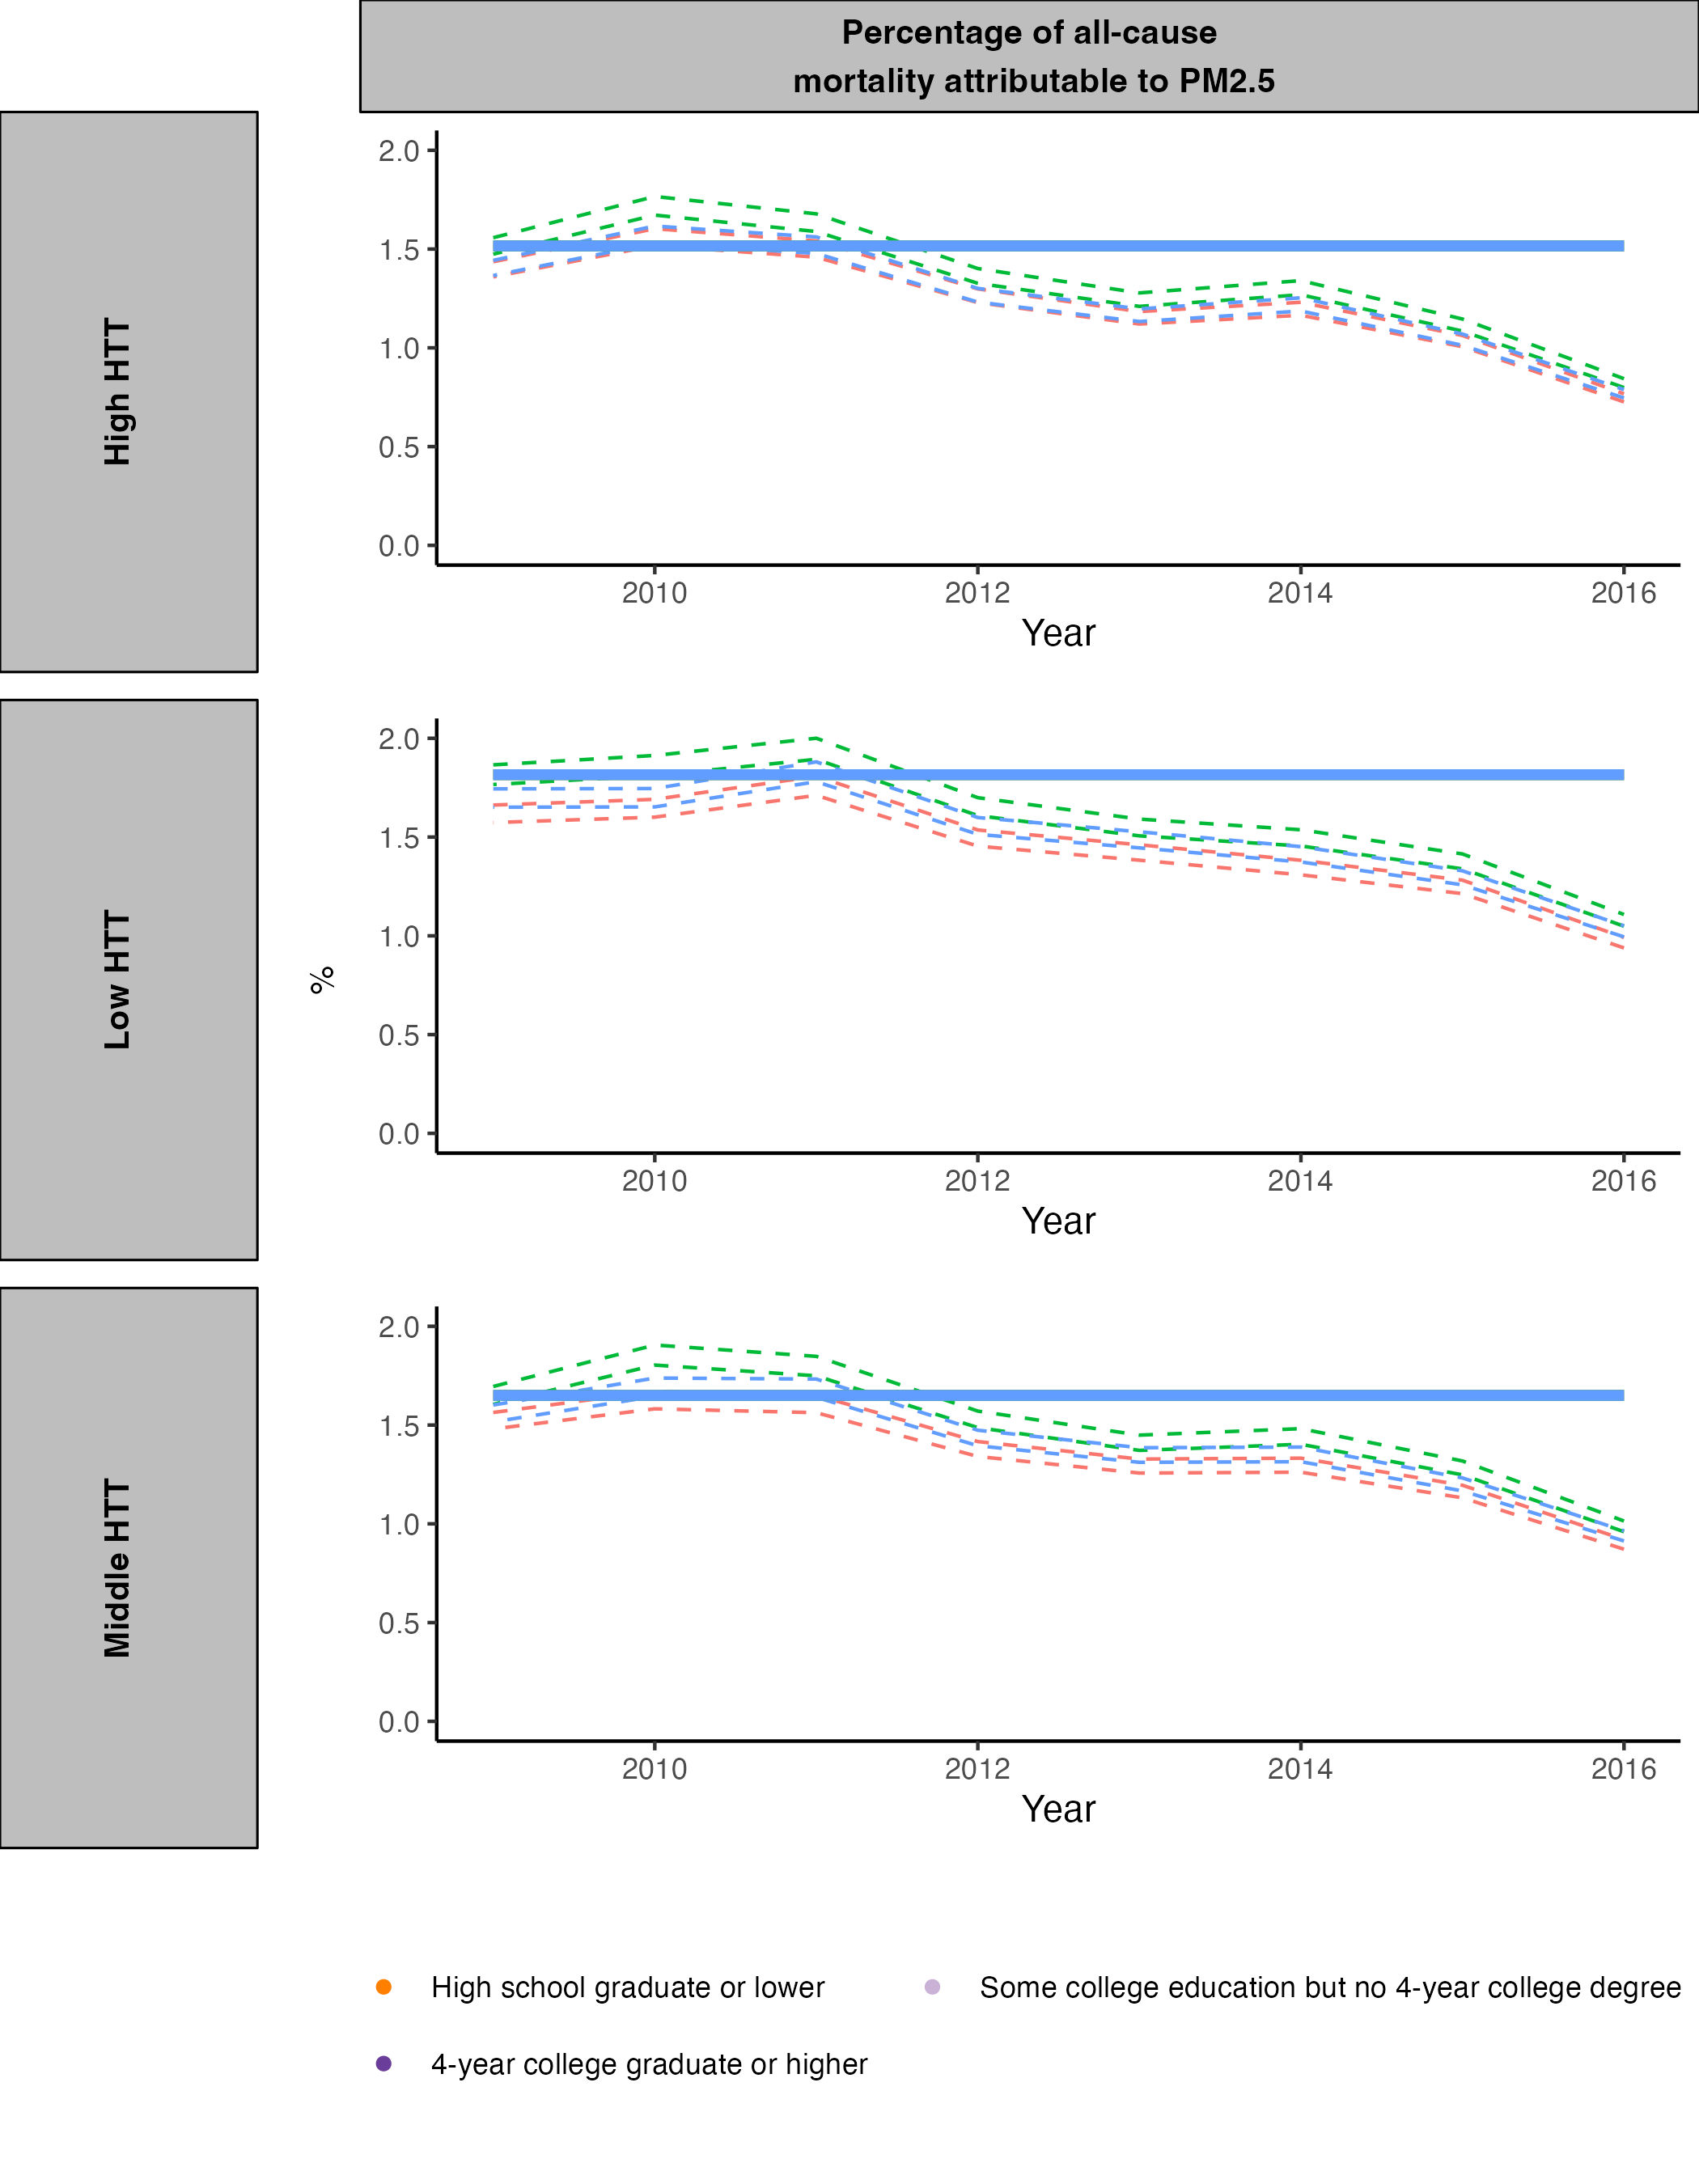 Percentage of all-cause
mortality attributable to PM2.5
High HTT
2.0
1.5
1.0
0.5
0.0
2010 2012 2014 2016
Year
Low HTT
%
2.0
1.5
1.0
0.5
0.0
2010 2012 2014 2016
Year
Middle HTT
2.0
1.5
1.0
0.5
0.0
2010 2012 2014 2016
Year
High school graduate or lower
Some college education but no 4-year college degree
4-year college graduate or higher